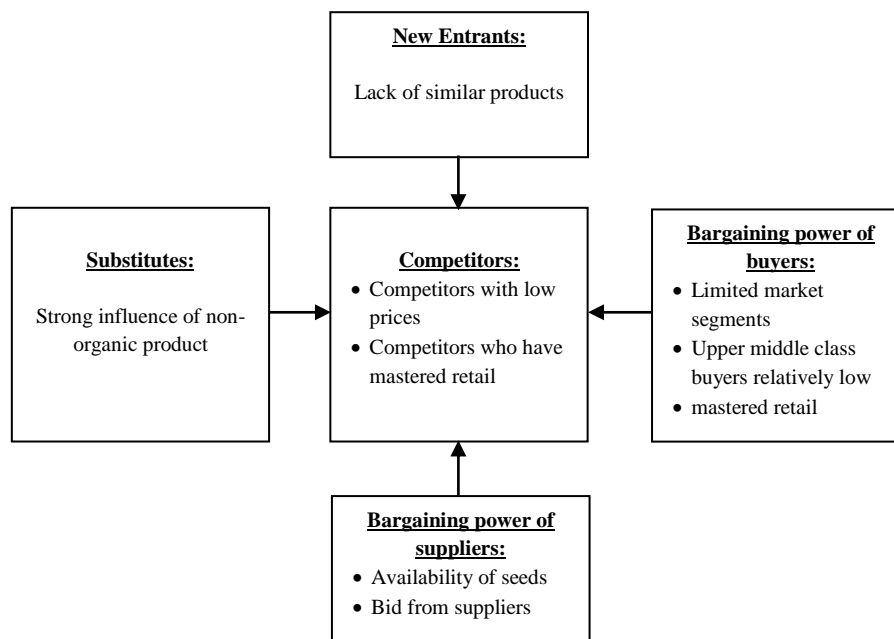 New Entrants:
Lack of similar products
Substitutes:
Strong influence of non-
organic product
Competitors:
• Competitors with low
prices
• Competitors who have
mastered retail
Bargaining power of
buyers:
• Limited market
segments
• Upper middle class
buyers relatively low
• mastered retail
Bargaining power of
suppliers:
• Availability of seeds
• Bid from suppliers